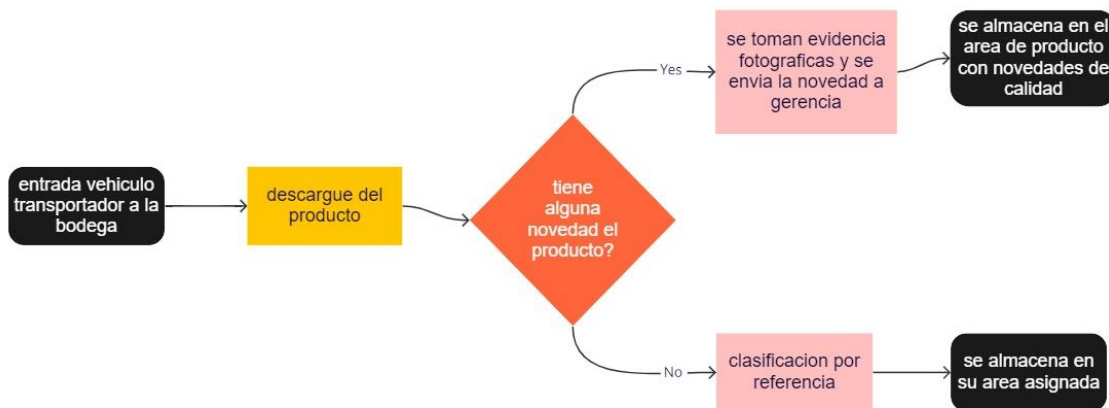 entrada vehiculo
transportador a la
bodega
descargue del
producto
tiene
alguna
novedad el
producto?
Yes
se toman evidencia
fotograficas y se
envia la novedad a
gerencia
se almacena en el
area de producto
con novedades de
calidad
No
clasificacion por
referencia
se almacena en
su area asignada